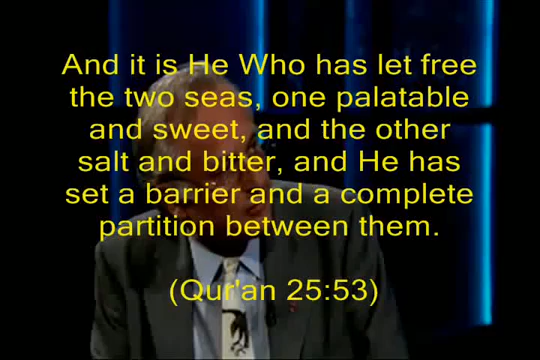 And it is He Who has let free
the two seas, one palatable
and sweet, and the other
salt and bitter, and He has
set a barrier and a complete
partition between them.
(Qur'an 25:53)